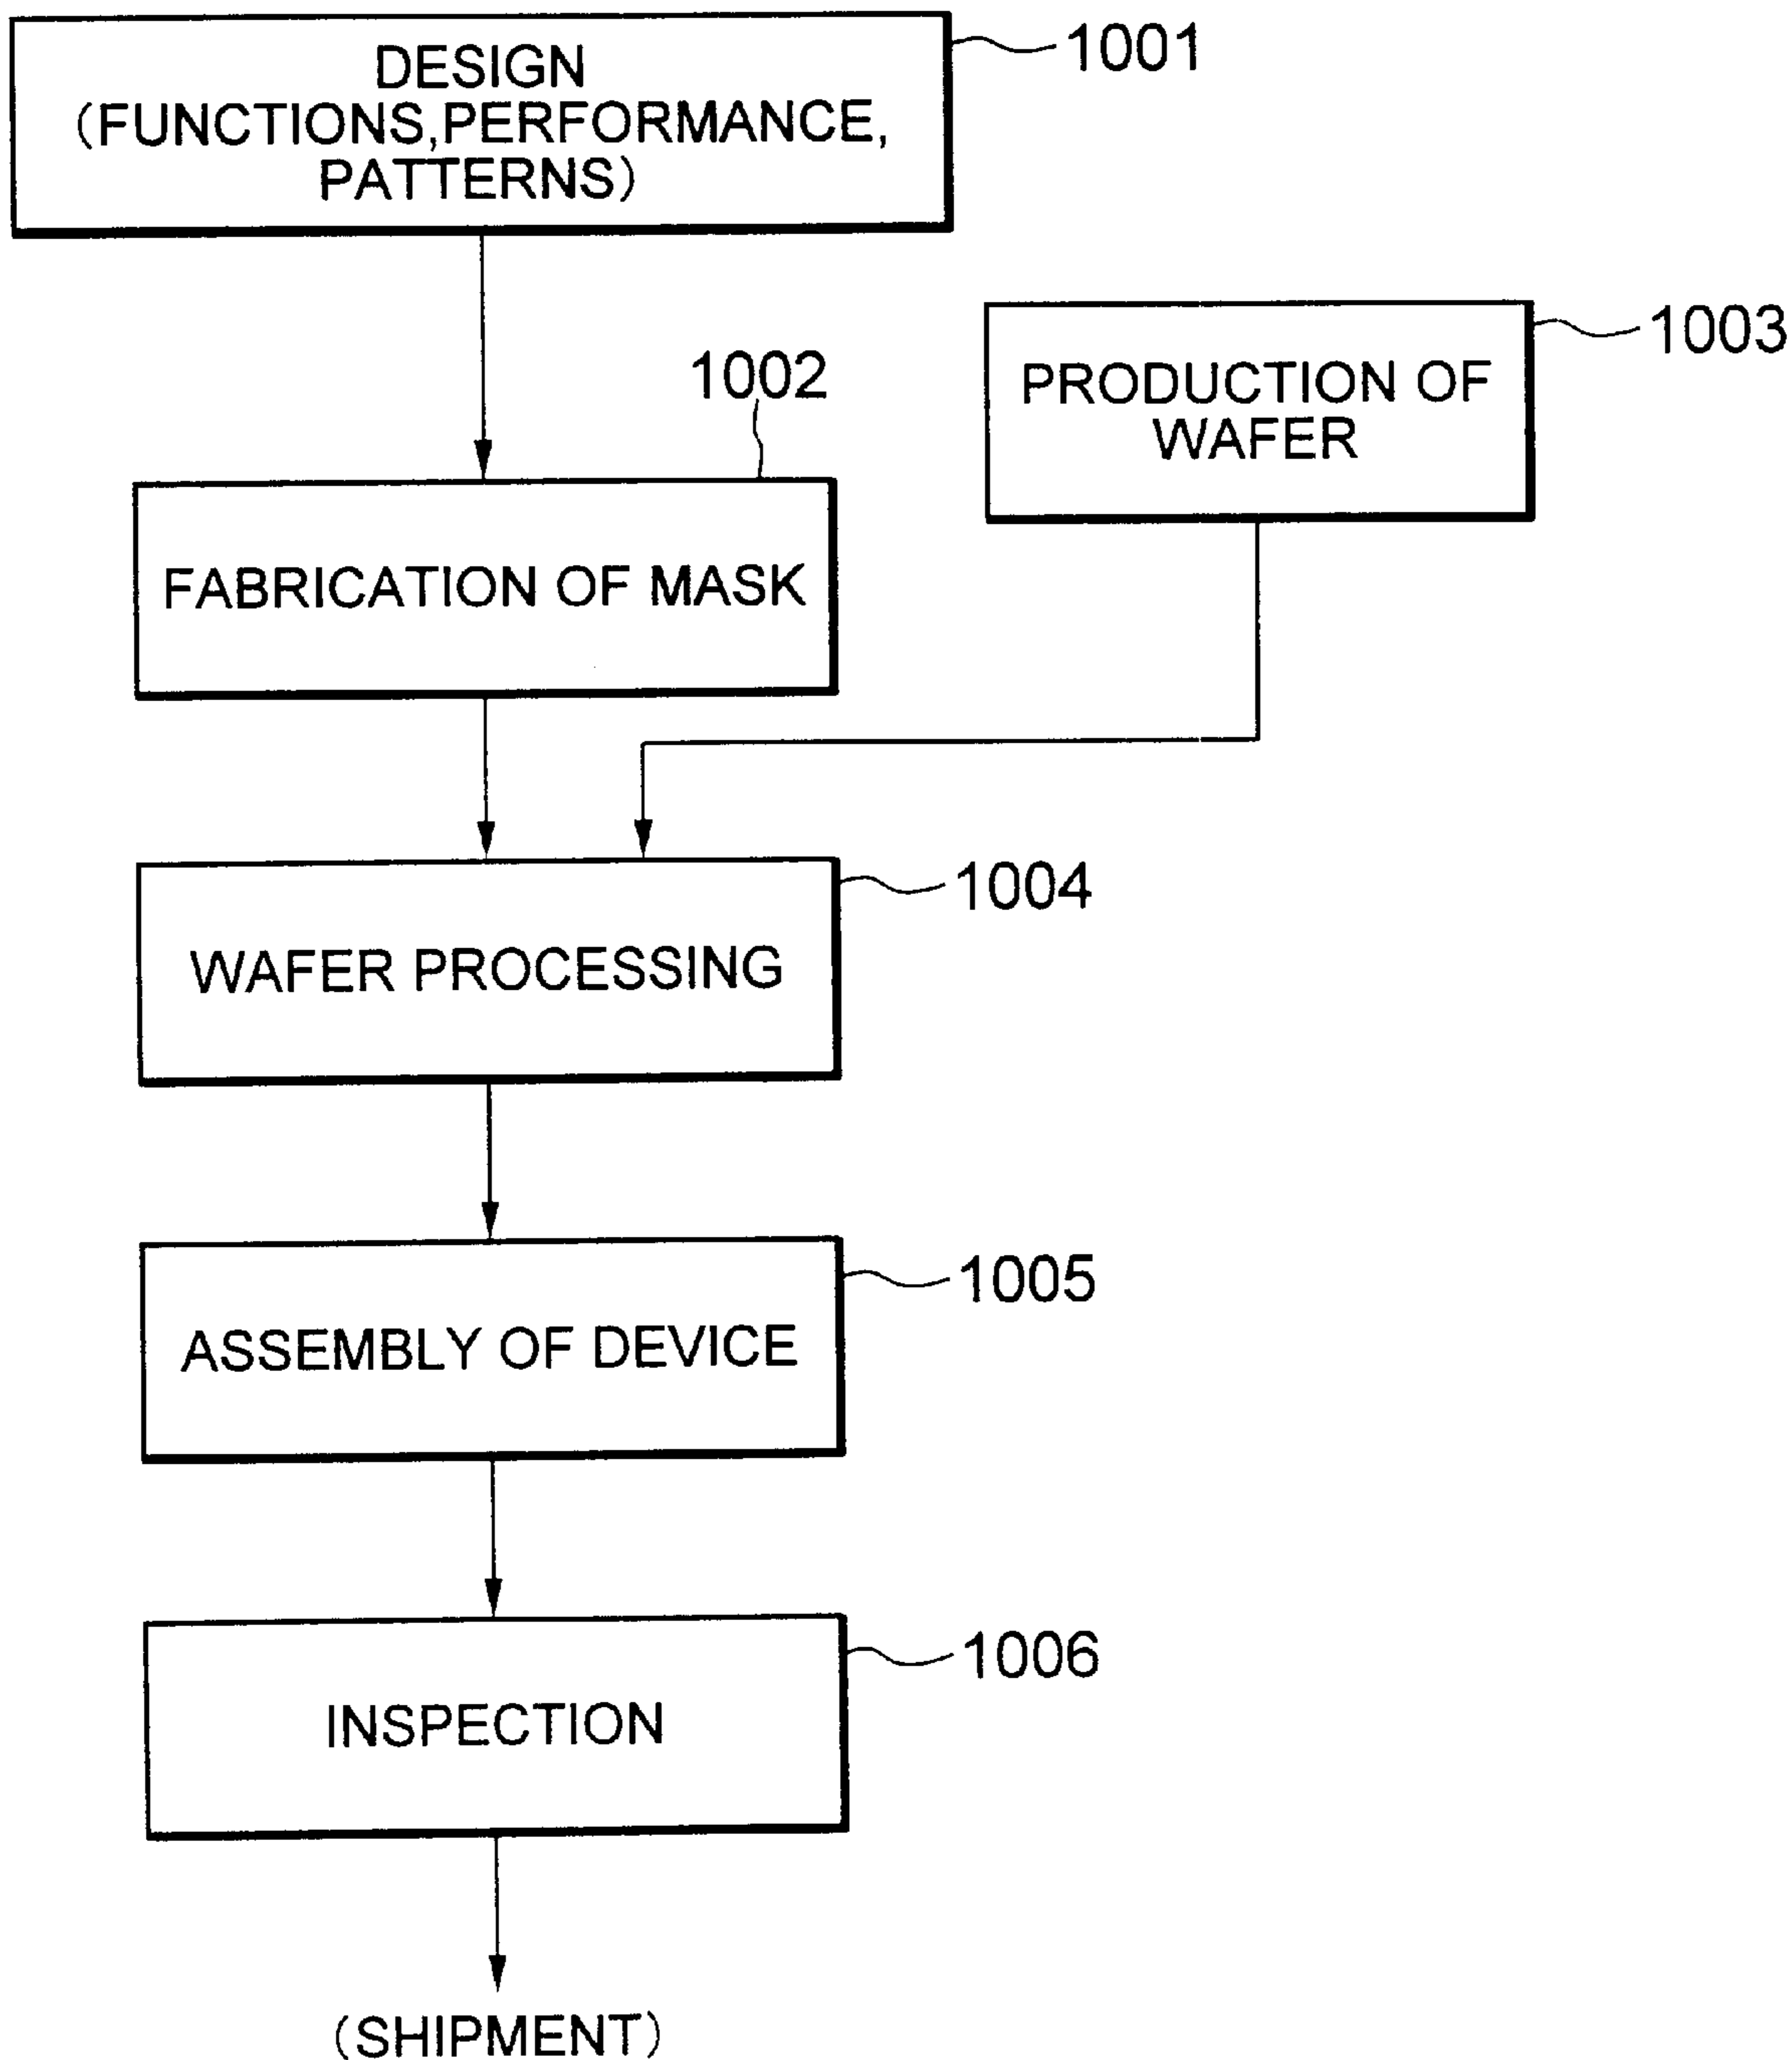 DESIGN
(FUNCTIONS,PERFORMANCE,
PATTERNS)
1001
1002
FABRICATION OF MASK
1003
PRODUCTION OF
WAFER
1004
WAFER PROCESSING
1005
ASSEMBLY OF DEVICE
1006
INSPECTION
(SHIPMENT)